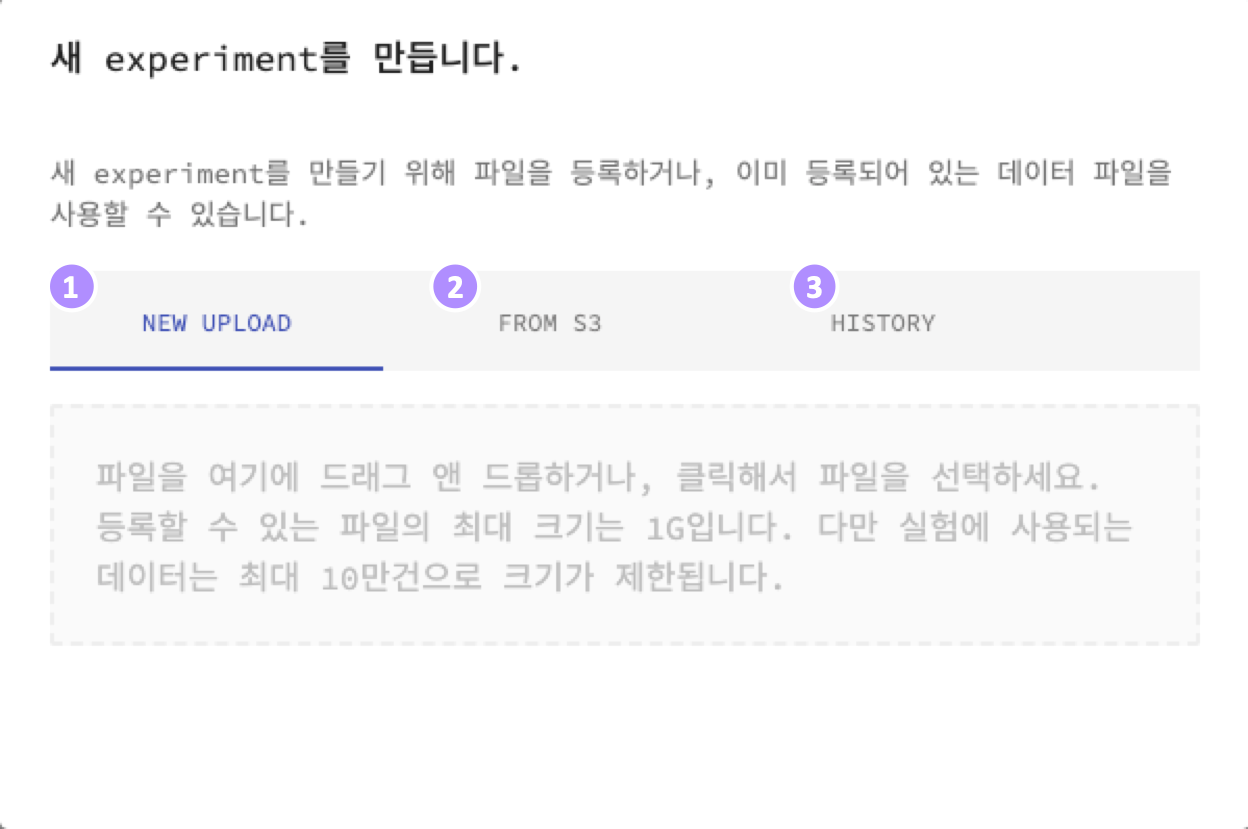 새 experiment를 만듭니다.
새 experiment를 만들기 위해 파일을 등록하거나, 이미 등록되어 있는 데이터 파일을
사용할 수 있습니다.
1 NEW UPLOAD 2 FROM S3 3 HISTORY
파일을 여기에 드래그 앤 드롭하거나, 클릭해서 파일을 선택하세요.
등록할 수 있는 파일의 최대 크기는 1G입니다. 다만 실험에 사용되는
데이터는 최대 10만건으로 크기가 제한됩니다.